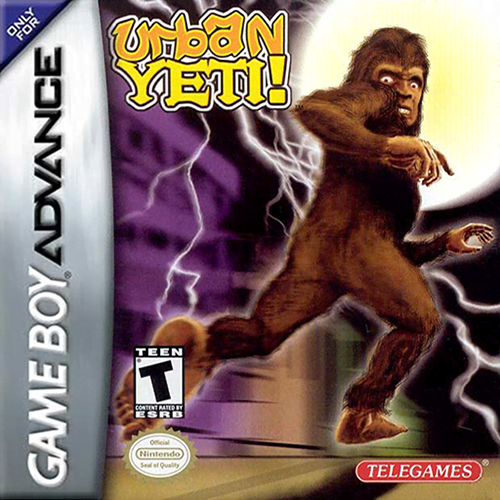 ONLY
FOR
GAME BOY ADVANCE
urban
YETI!
TEEN
T
CONTENT RATED BY
ESRB
Official
Nintendo
Seal of Quality
TELEGAMES